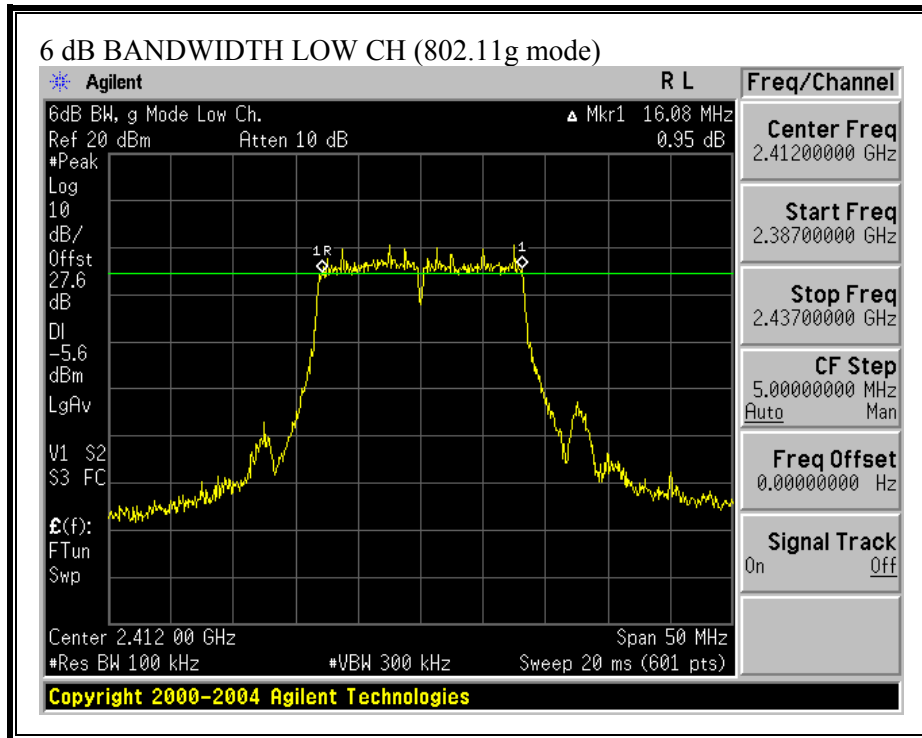 6 dB BANDWIDTH LOW CH (802.11g mode)
Agilent R L
6dB BW, g Mode Low Ch. Δ Mkr1 16.08 MHz
Ref 20 dBm Atten 10 dB 0.95 dB
#Peak
Log
10
dB/
Offst
27.6
dB
DI
-5.6
dBm
LgAv
V1 S2
S3 FC
£(f):
FTun
Swp
1R
1
Center 2.412 00 GHz Span 50 MHz
#Res BW 100 kHz #VBW 300 kHz Sweep 20 ms (601 pts)
Copyright 2000-2004 Agilent Technologies
Freq/Channel
Center Freq
2.41200000 GHz
Start Freq
2.38700000 GHz
Stop Freq
2.43700000 GHz
CF Step
5.00000000 MHz
Auto Man
Freq Offset
0.00000000 Hz
Signal Track
On Off